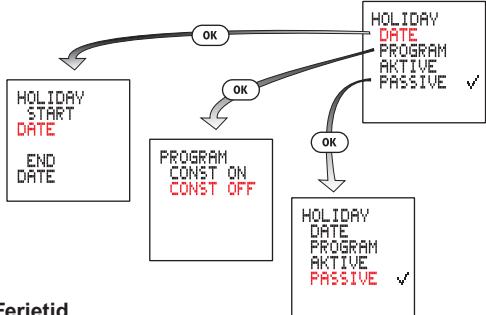 HOLIDAY
DATE
PROGRAM
AKTIVE
PASSIVE ✓
OK
OK
OK
HOLIDAY
START
DATE
END
DATE
PROGRAM
CONST ON
CONST OFF
HOLIDAY
DATE
PROGRAM
AKTIVE
PASSIVE ✓
Ferietid